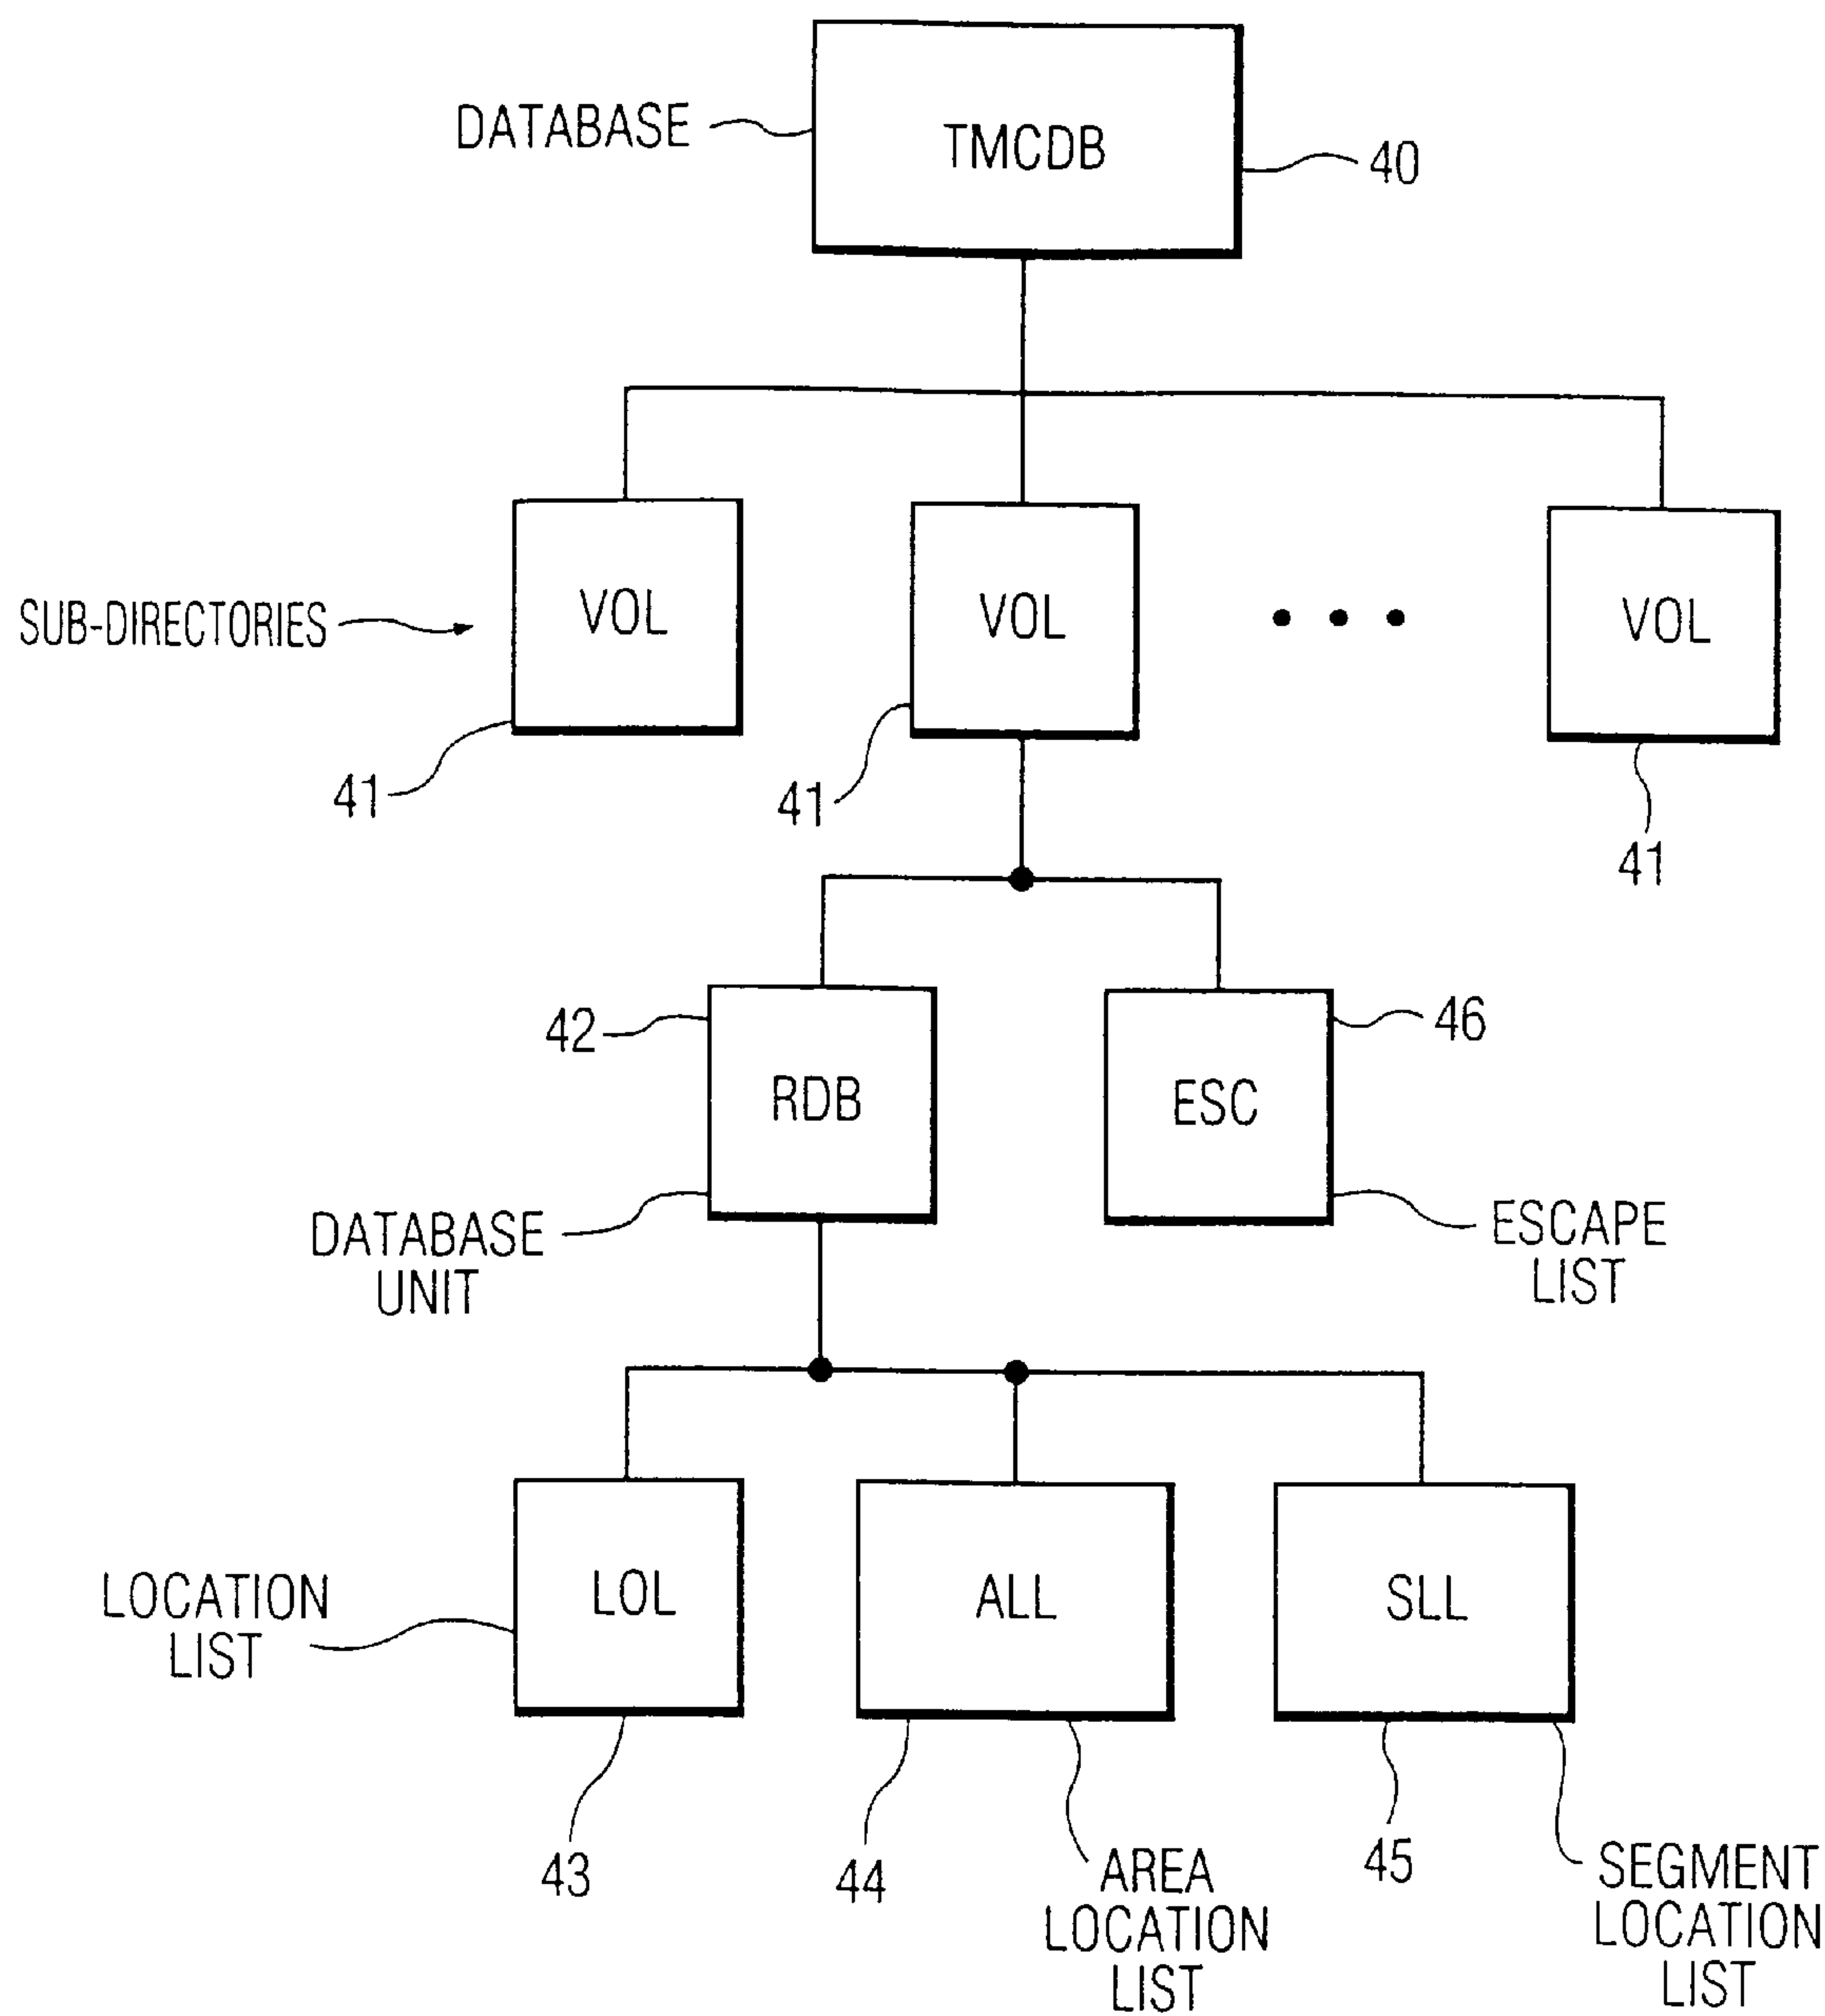 DATABASE
TMCDB
40
SUB-DIRECTORIES
VOL
VOL
VOL
41
41
41
42
46
RDB
ESC
DATABASE
UNIT
ESCAPE
LIST
LOCATION
LIST
LOL
ALL
SLL
43
44
AREA
LOCATION
LIST
45
SEGMENT
LOCATION
LIST